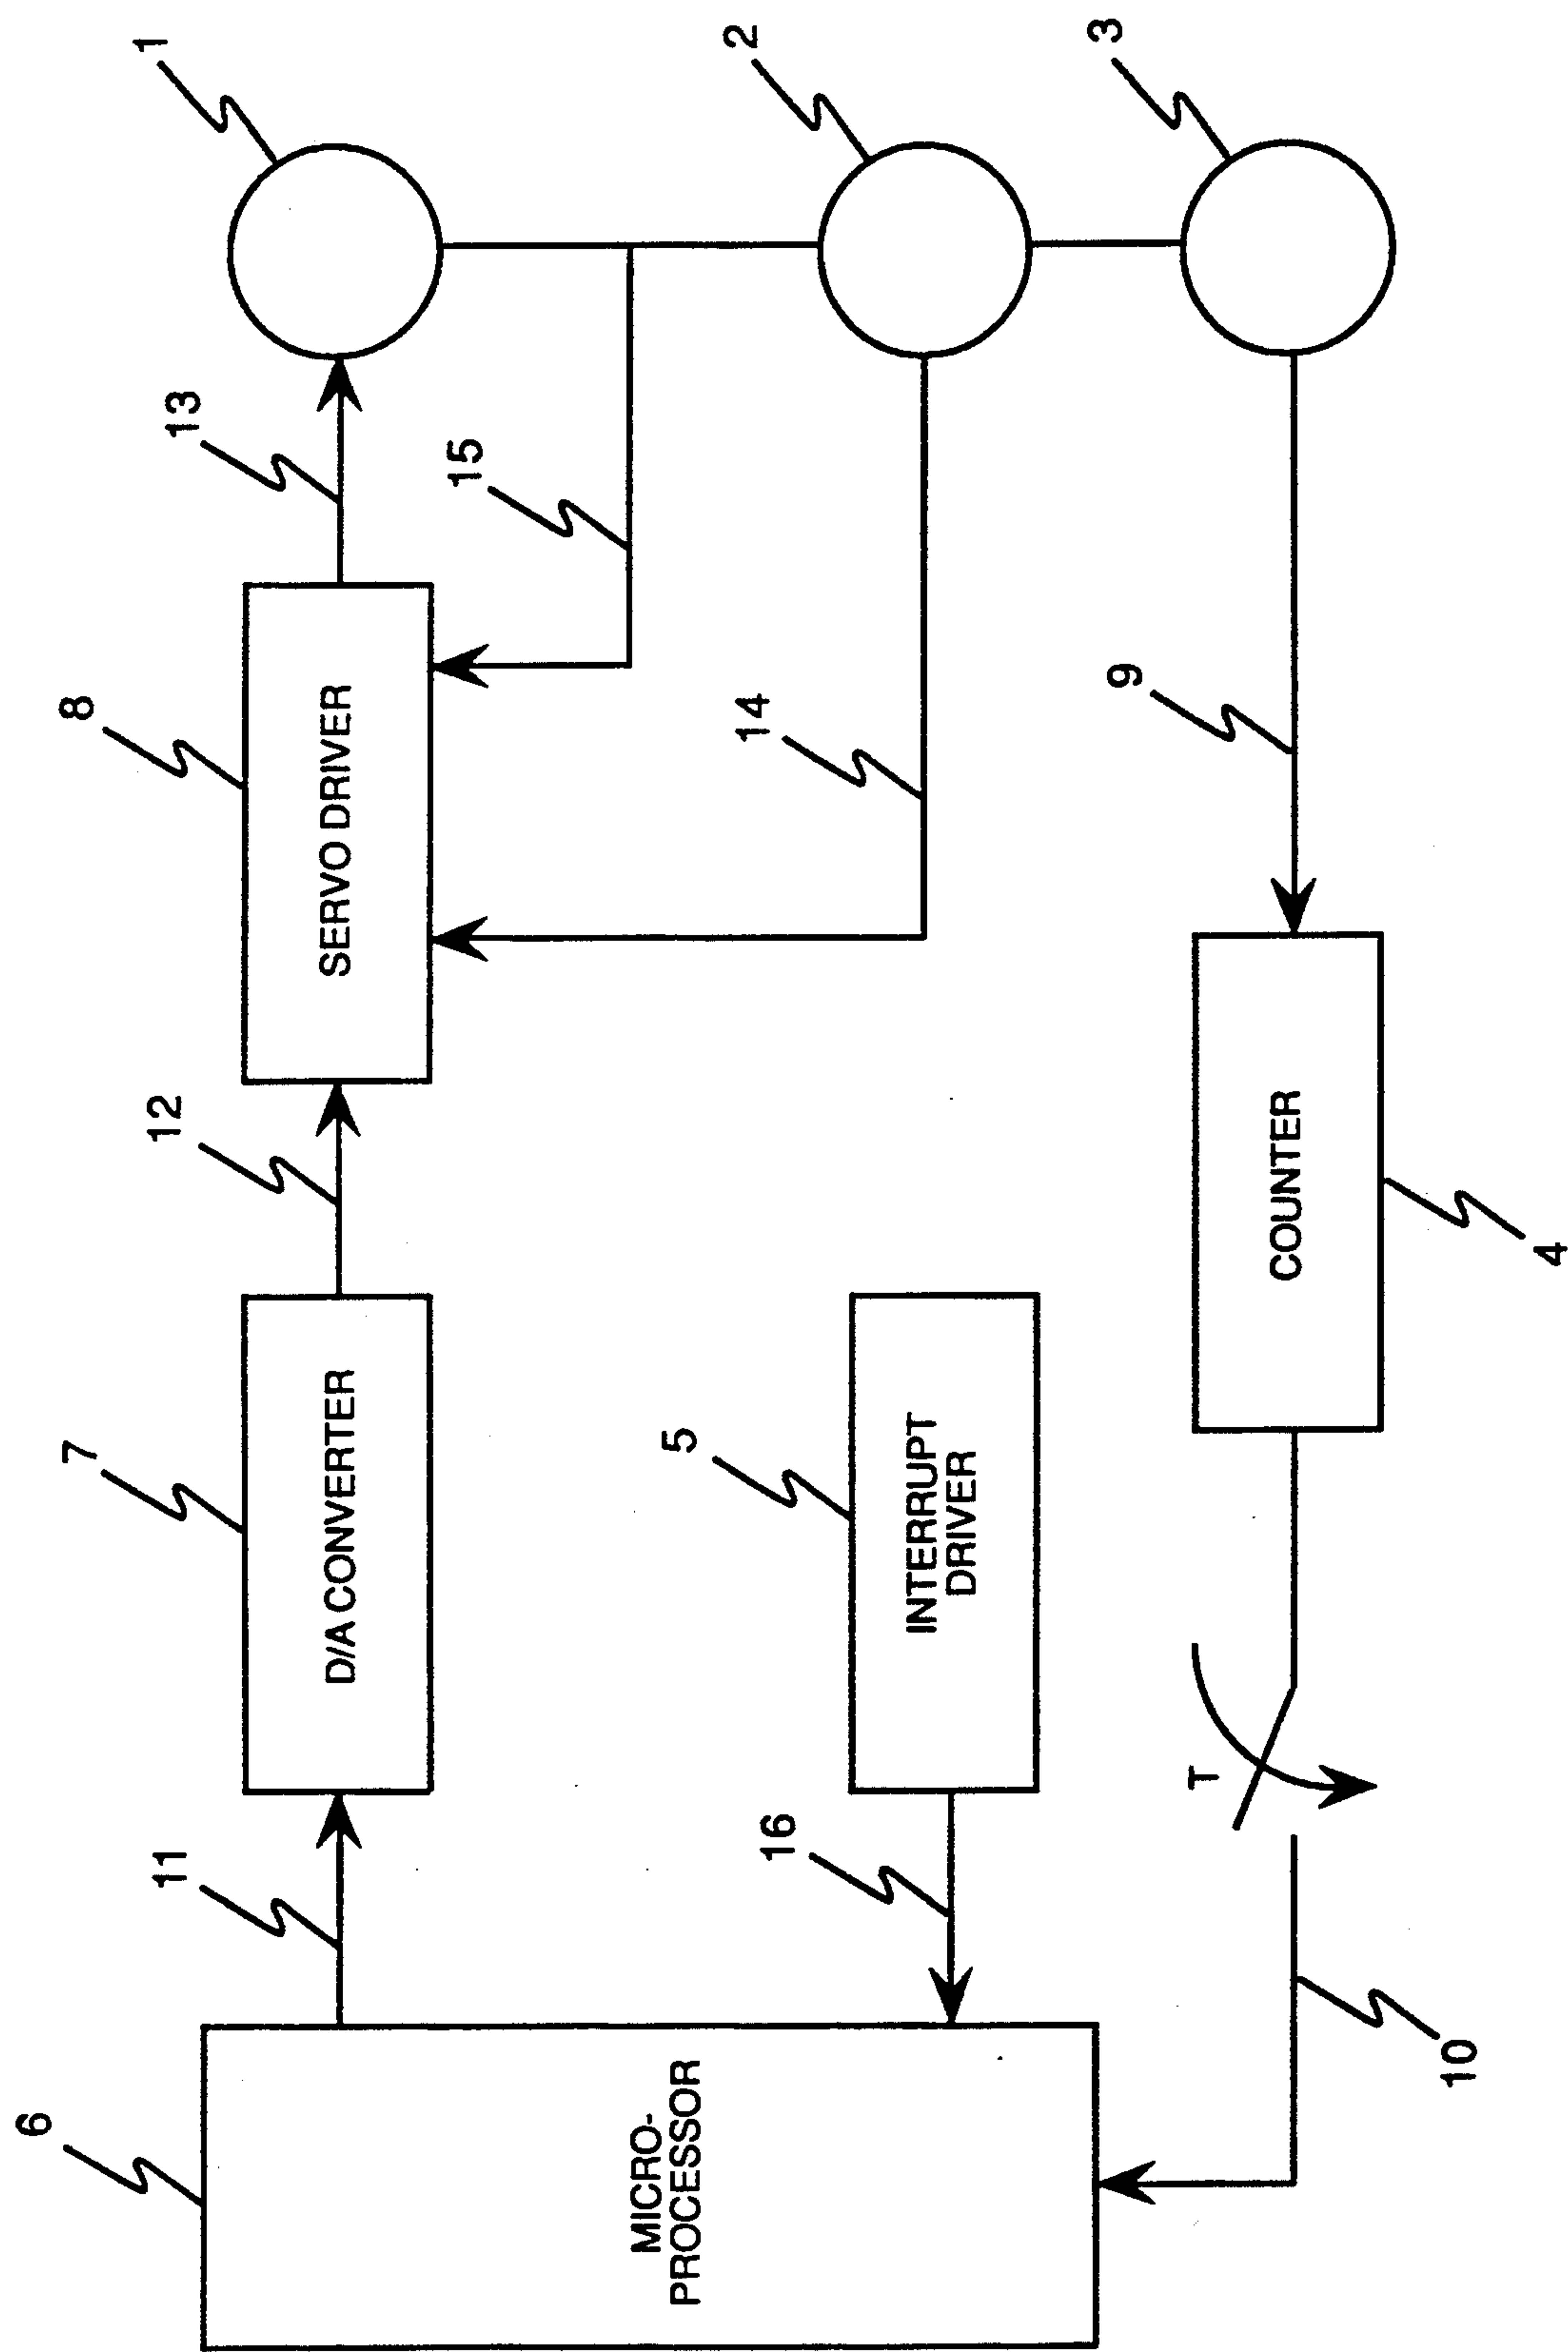 1
2
3
13
15
8
SERVO DRIVER
14
9
12
COUNTER
4
7
D/A CONVERTER
5
INTERRUPT
DRIVER
T
11
16
10
6
MICRO-
PROCESSOR